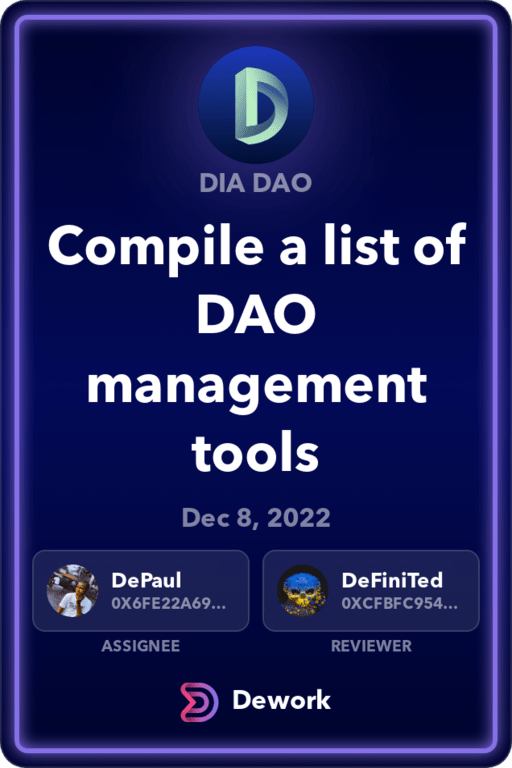 DIA DAO
Compile a list of
DAO
management
tools
Dec 8, 2022
DePaul
0X6FE22A69...
ASSIGNEE
DeFiniTed
0XCFBFC954...
REVIEWER
Dework